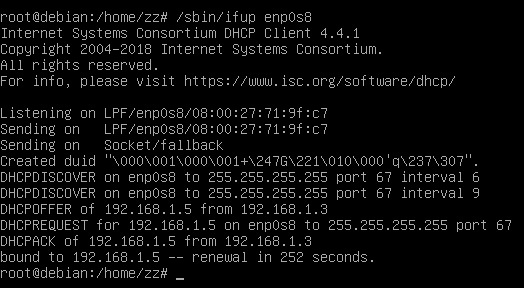 root@debian:/home/zz# /sbin/ifup enp0s8
Internet Systems Consortium DHCP Client 4.4.1
Copyright 2004-2018 Internet Systems Consortium.
All rights reserved.
For info, please visit https://www.isc.org/software/dhcp/

Listening on LPF/enp0s8/08:00:27:71:9f:c7
Sending on   LPF/enp0s8/08:00:27:71:9f:c7
Sending on   Socket/fallback
Created duid "\000\001\000\001+\247G\221\010\000'q\237\307".
DHCPDISCOVER on enp0s8 to 255.255.255.255 port 67 interval 6
DHCPDISCOVER on enp0s8 to 255.255.255.255 port 67 interval 9
DHCPOFFER of 192.168.1.5 from 192.168.1.3
DHCPREQUEST for 192.168.1.5 on enp0s8 to 255.255.255.255 port 67
DHCPACK of 192.168.1.5 from 192.168.1.3
bound to 192.168.1.5 -- renewal in 252 seconds.
root@debian:/home/zz# _